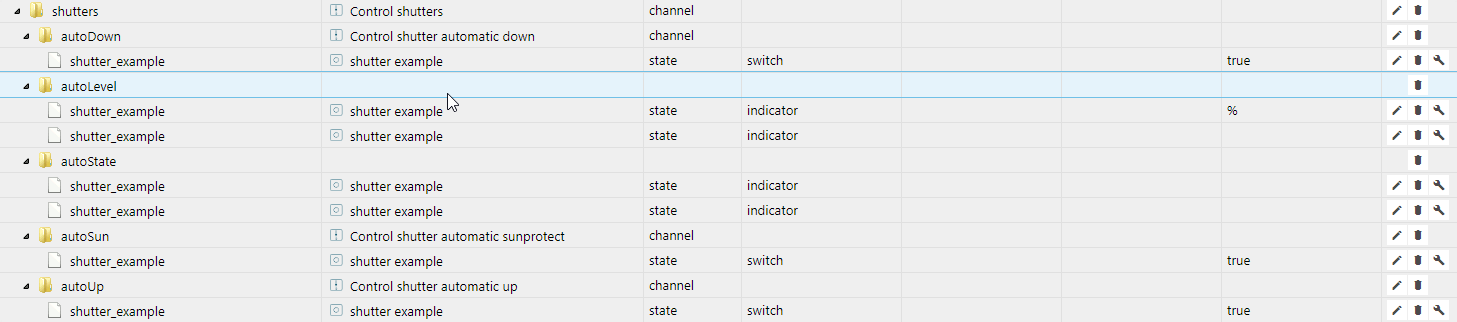 shutters Control shutters channel
autoDown Control shutter automatic down channel
shutter_example shutter example state switch true
autoLevel
shutter_example shutter example state indicator %
shutter_example shutter example state indicator
autoState
shutter_example shutter example state indicator
shutter_example shutter example state indicator
autoSun Control shutter automatic sunprotect channel
shutter_example shutter example state switch true
autoUp Control shutter automatic up channel
shutter_example shutter example state switch true